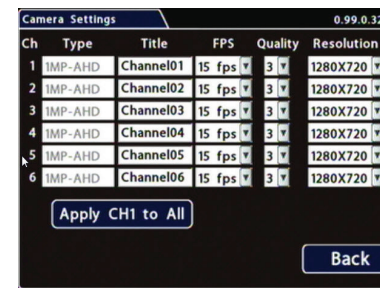 Camera Settings 0.99.0.32
Ch Type Title FPS Quality Resolution
1 1MP-AHD Channel01 15 fps 3 1280X720
2 1MP-AHD Channel02 15 fps 3 1280X720
3 1MP-AHD Channel03 15 fps 3 1280X720
4 1MP-AHD Channel04 15 fps 3 1280X720
5 1MP-AHD Channel05 15 fps 3 1280X720
6 1MP-AHD Channel06 15 fps 3 1280X720
Apply CH1 to All
Back